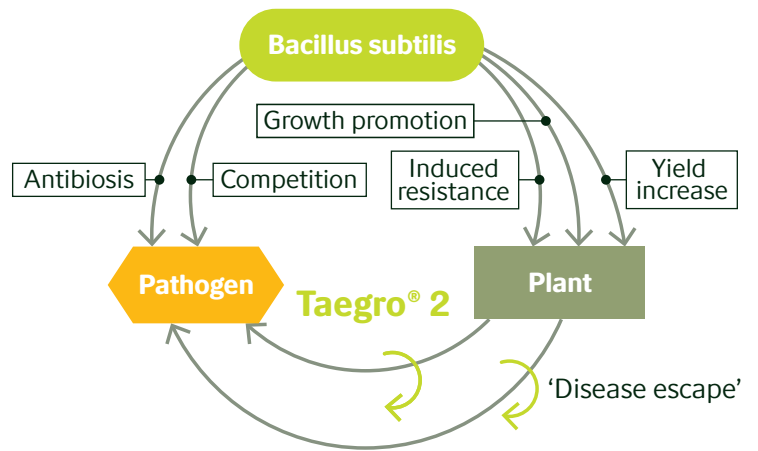 Bacillus subtilis
Growth promotion
Antibiosis
Competition
Induced
resistance
Yield
increase
Pathogen
Taegro® 2
Plant
‘Disease escape’